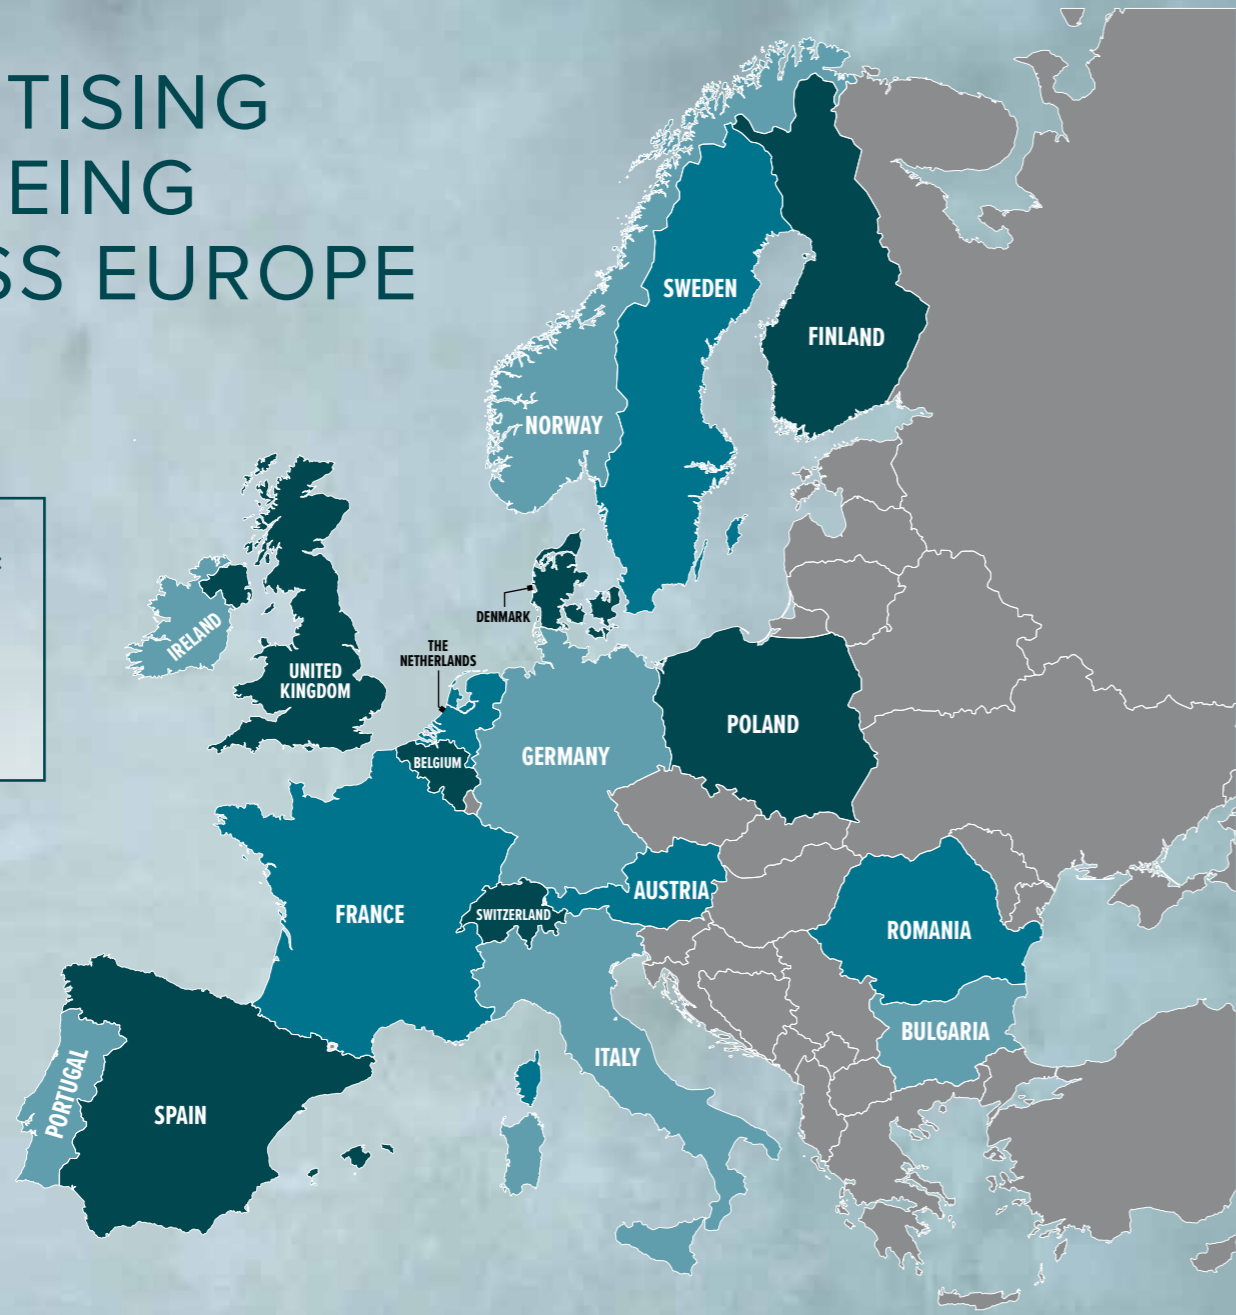 TISING
EING
SS EUROPE
SWEDEN
FINLAND
NORWAY
DENMARK
IRELAND
THE
NETHERLANDS
UNITED
KINGDOM
POLAND
BELGIUM
GERMANY
AUSTRIA
FRANCE
SWITZERLAND
ROMANIA
BULGARIA
ITALY
PORTUGAL
SPAIN